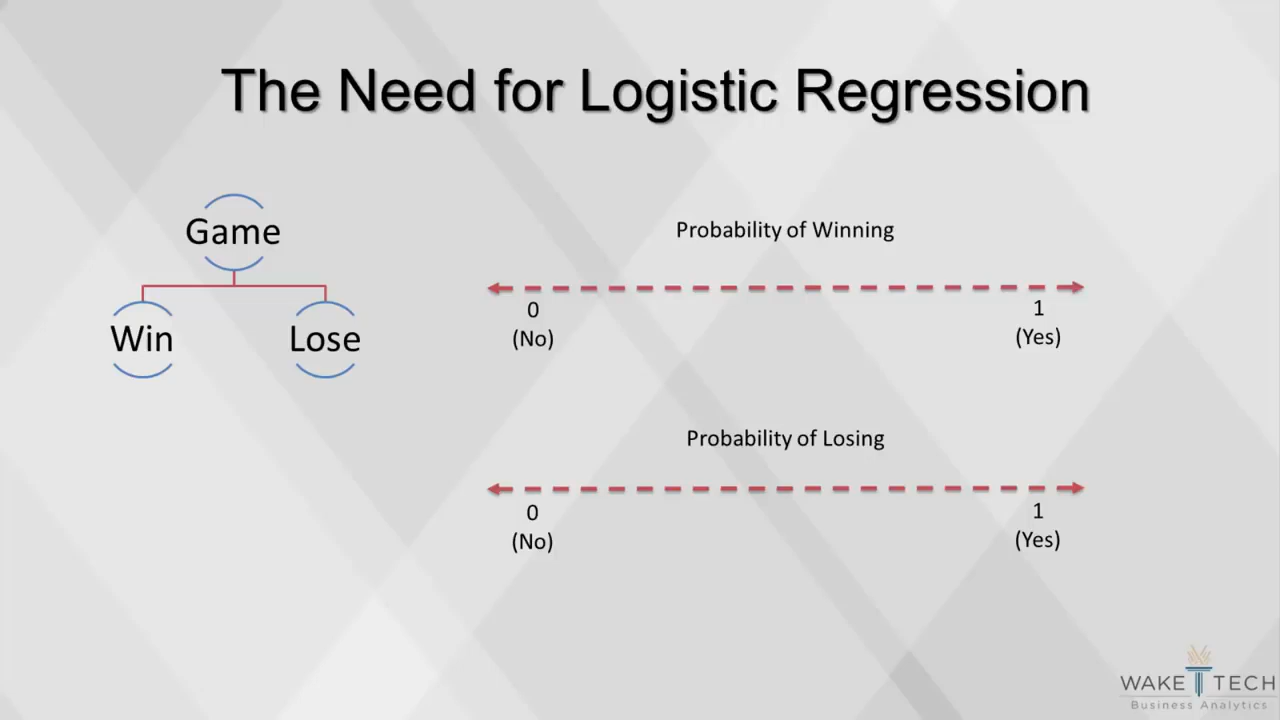 The Need for Logistic Regression
Game
Win
Lose
Probability of Winning
0
(No)
1
(Yes)
Probability of Losing
0
(No)
1
(Yes)
WAKE TECH
Business Analytics